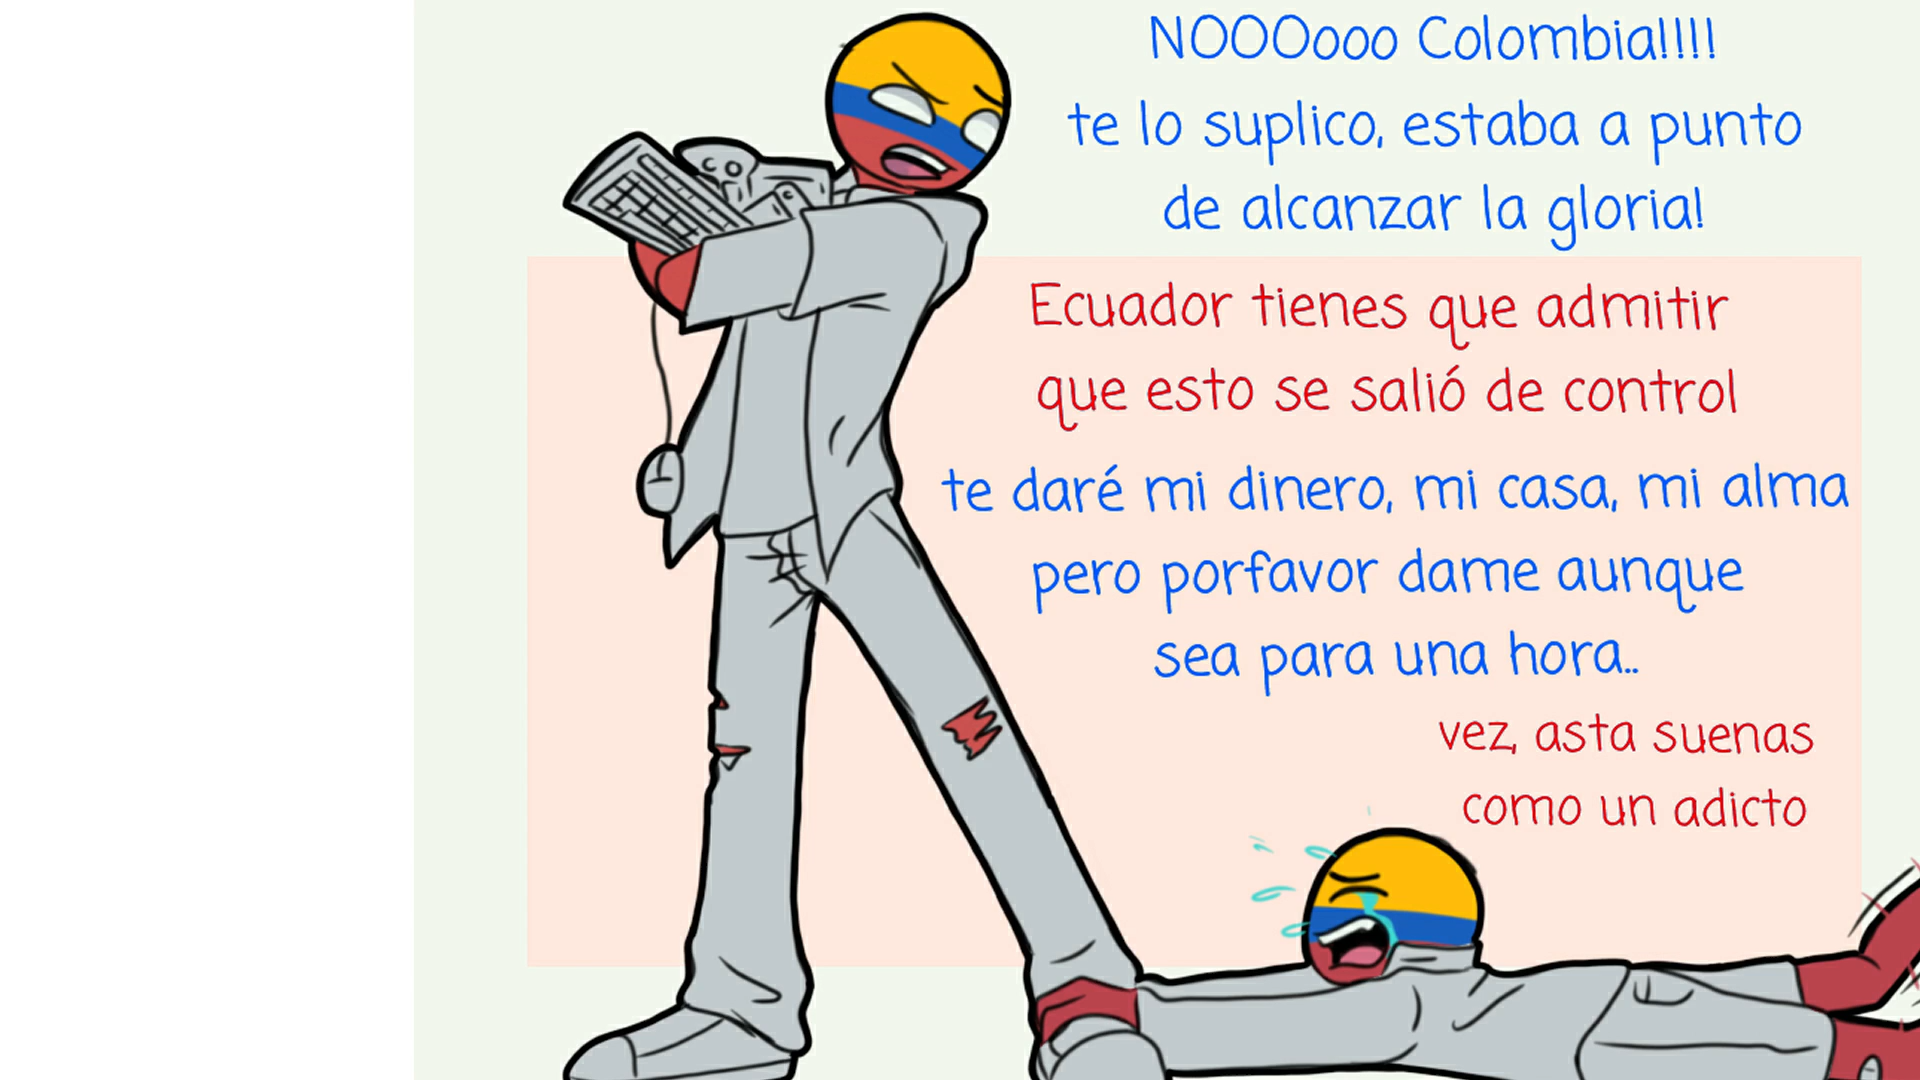 NOOOooo Colombia!!!!
te lo suplico, estaba a punto
de alcanzar la gloria!
Ecuador tienes que admitir
que esto se salió de control
te daré mi dinero, mi casa, mi alma
pero porfavor dame aunque
sea para una hora..
vez, asta suenas
como un adicto